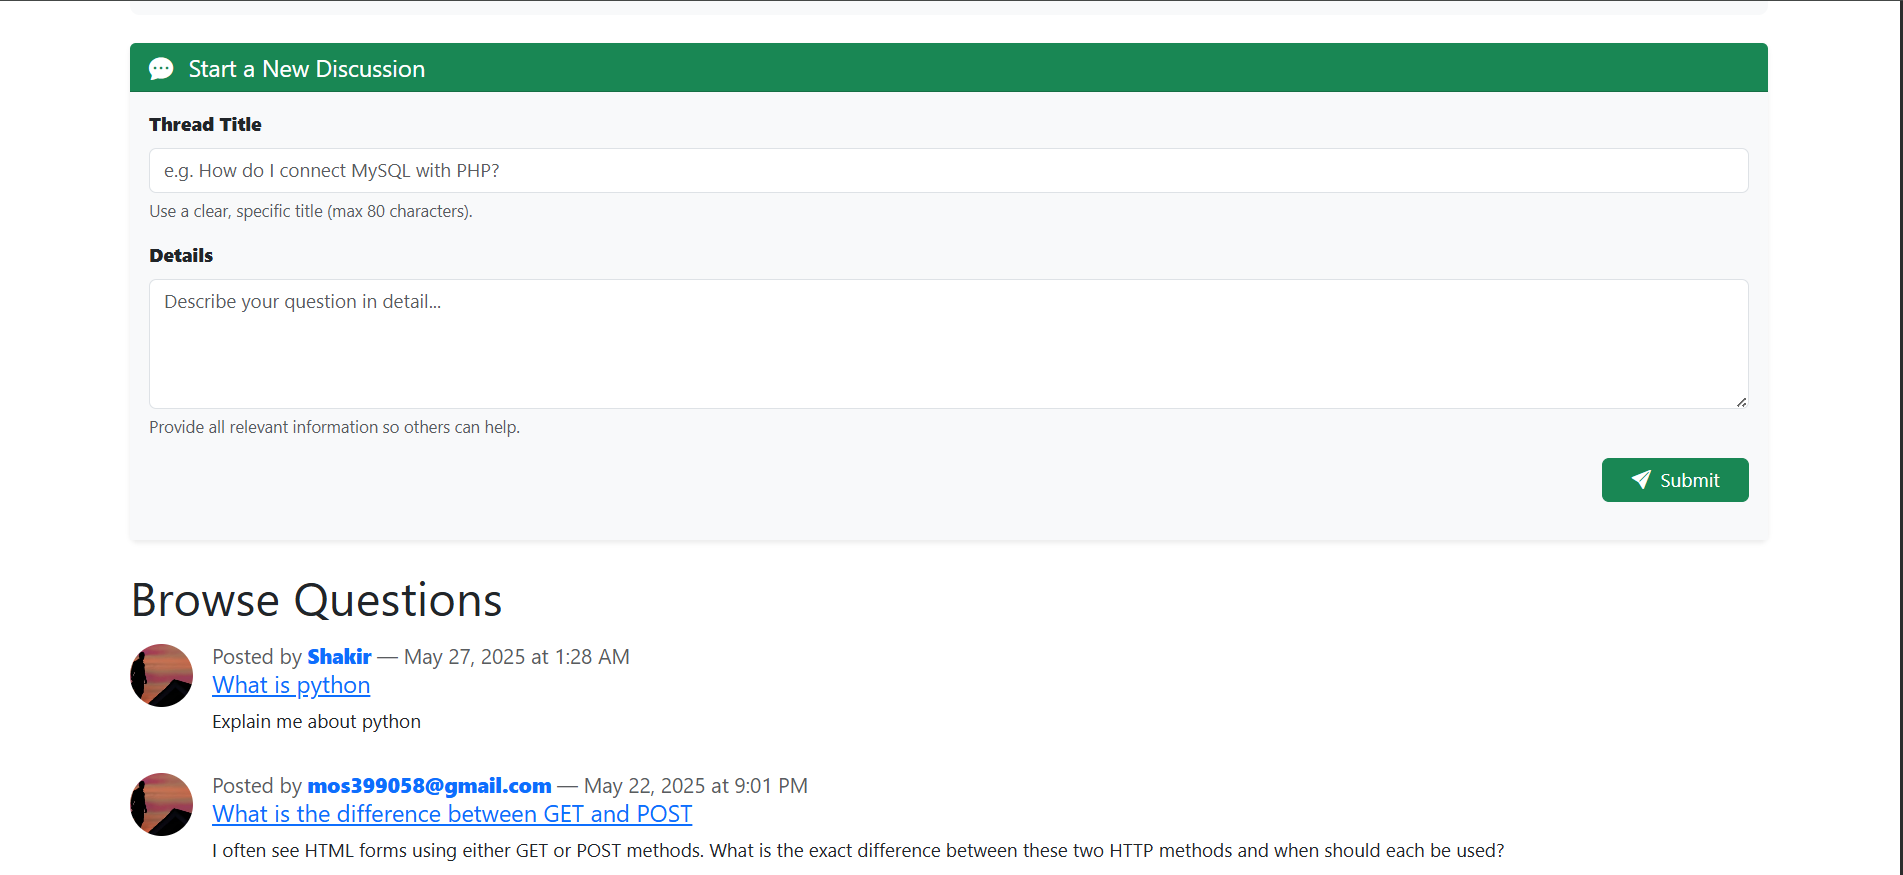 Start a New Discussion
Thread Title
e.g. How do I connect MySQL with PHP?
Use a clear, specific title (max 80 characters).
Details
Describe your question in detail...
Provide all relevant information so others can help.
Submit
Browse Questions
Posted by Shakir — May 27, 2025 at 1:28 AM
What is python
Explain me about python
Posted by mos399058@gmail.com — May 22, 2025 at 9:01 PM
What is the difference between GET and POST
I often see HTML forms using either GET or POST methods. What is the exact difference between these two HTTP methods and when should each be used?